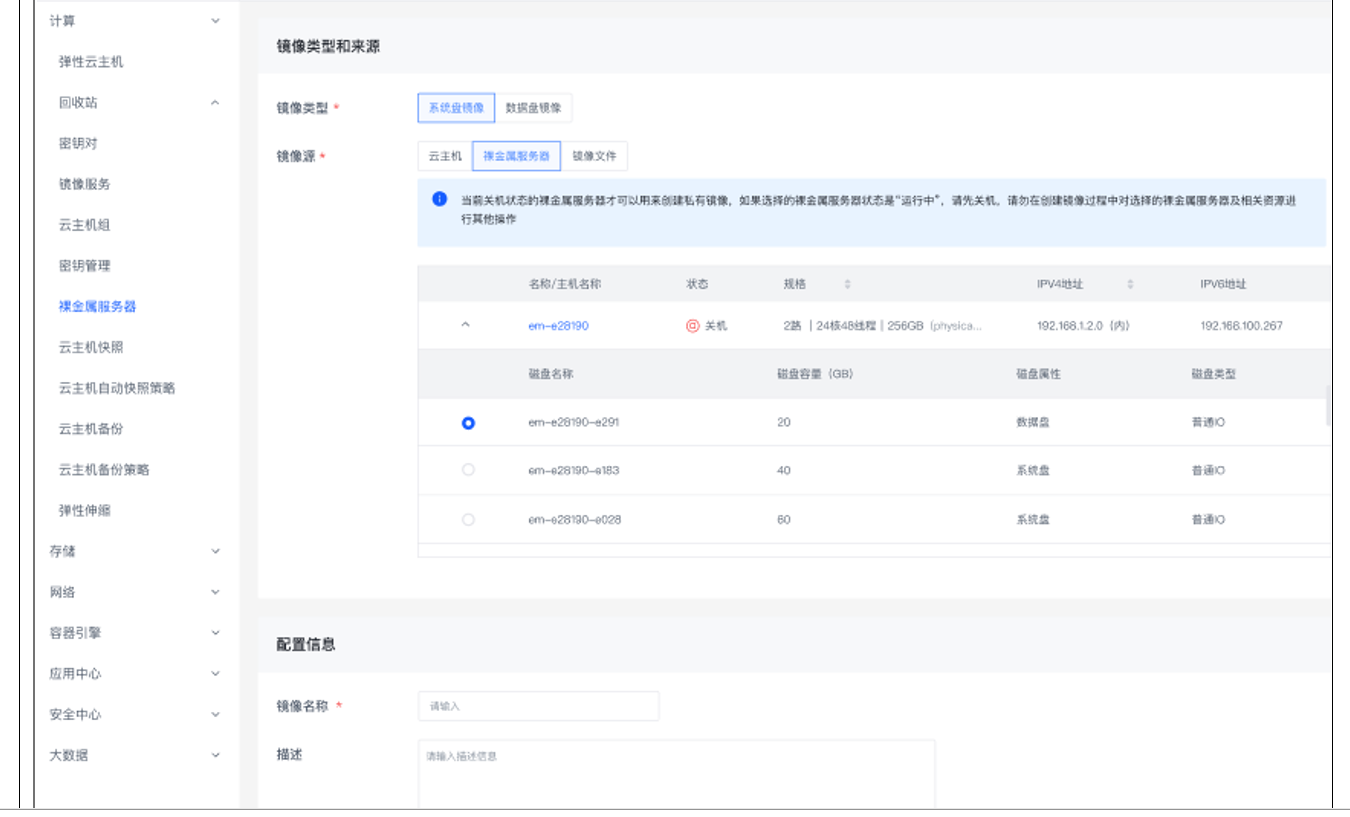 计算
弹性云主机
回收站
密钥对
镜像服务
云主机组
密钥管理
裸金属服务器
云主机快照
云主机自动快照策略
云主机备份
云主机备份策略
弹性伸缩
存储
网络
容器引擎
应用中心
安全中心
大数据
镜像类型和来源
镜像类型 * 系统盘镜像 数据盘镜像
镜像源 * 云主机 裸金属服务器 镜像文件
当前关机状态的裸金属服务器才可以用来创建私有镜像，如果选择的裸金属服务器状态是“运行中”，请先关机。请勿在创建镜像过程中对选择的裸金属服务器及相关资源进
行其他操作
名称/主机名称 状态 规格 IPV4地址 IPV6地址
em-e28190 关机 2路 | 24核48线程 | 256GB (physica... 192.168.1.2.0 (内) 192.168.100.267
磁盘名称 磁盘容量 (GB) 磁盘属性 磁盘类型
em-e28190-e291 20 数据盘 普通IO
em-e28190-e183 40 系统盘 普通IO
em-e28190-e028 60 系统盘 普通IO
配置信息
镜像名称 * 请输入
描述 请输入描述信息